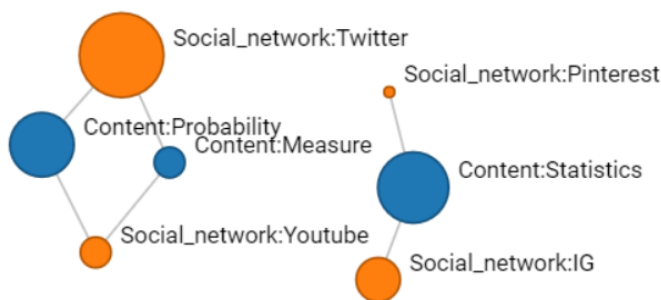 Social_network:Twitter
Social_network:Pinterest
Content:Probability
Content:Measure
Content:Statistics
Social_network:Youtube
Social_network:IG